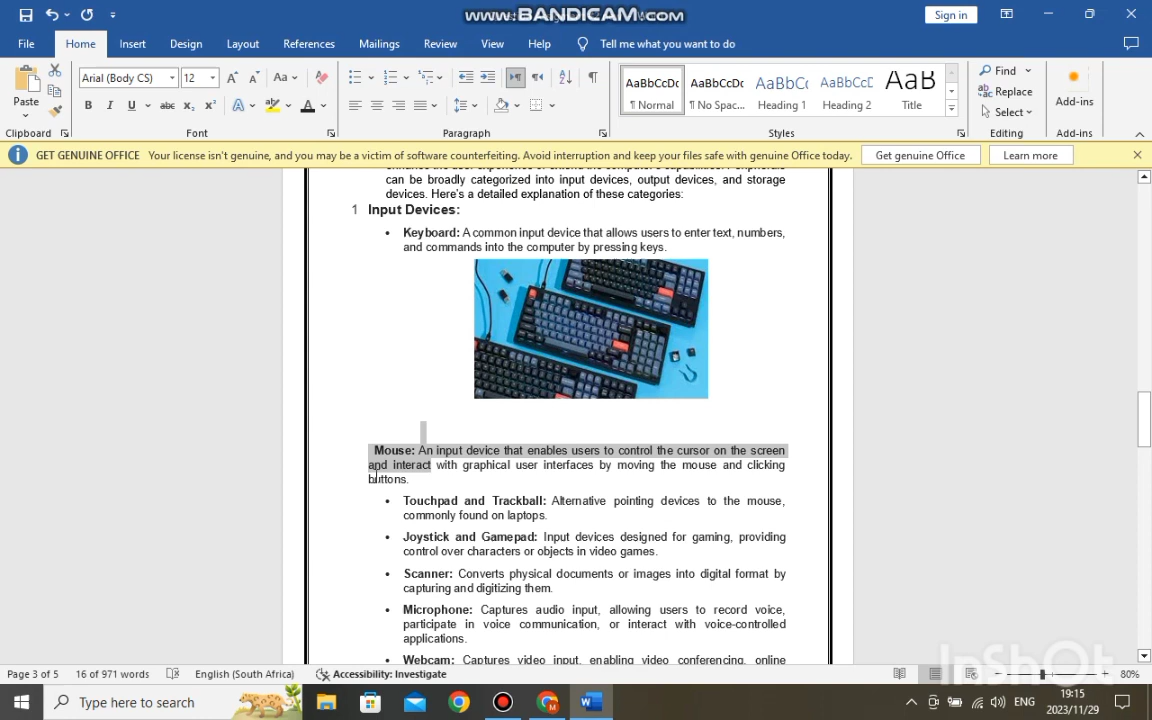 www.BANDICAM.com
Sign in
File Home Insert Design Layout References Mailings Review View Help Tell me what you want to do
Paste
Arial (Body CS) 12
Clipboard Font Paragraph Styles Editing Add-ins
AaBbCcDc AaBbCcDc AaBbCc AaBbCcD AaB
¶ Normal ¶ No Spac... Heading 1 Heading 2 Title
Find
Replace
Select
Add-ins
GET GENUINE OFFICE Your license isn't genuine, and you may be a victim of software counterfeiting. Avoid interruption and keep your files safe with genuine Office today. Get genuine Office Learn more
can be broadly categorized into input devices, output devices, and storage
devices. Here's a detailed explanation of these categories:
1 Input Devices:
• Keyboard: A common input device that allows users to enter text, numbers,
and commands into the computer by pressing keys.
Mouse: An input device that enables users to control the cursor on the screen
and interact with graphical user interfaces by moving the mouse and clicking
buttons.
• Touchpad and Trackball: Alternative pointing devices to the mouse,
commonly found on laptops.
• Joystick and Gamepad: Input devices designed for gaming, providing
control over characters or objects in video games.
• Scanner: Converts physical documents or images into digital format by
capturing and digitizing them.
• Microphone: Captures audio input, allowing users to record voice,
participate in voice communication, or interact with voice-controlled
applications.
• Webcam: Captures video input, enabling video conferencing, online
InShOt
Page 3 of 5 16 of 971 words English (South Africa) Accessibility: Investigate 80%
Type here to search
ENG
19:15
2023/11/29